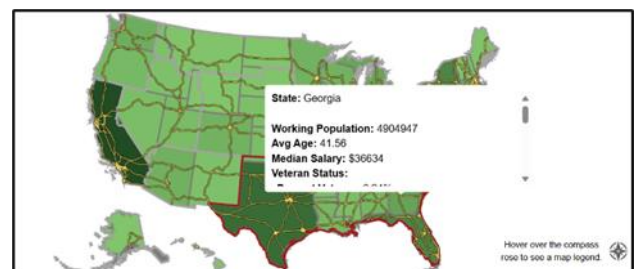 State: Georgia
Working Population: 4904947
Avg Age: 41.56
Median Salary: $36634
Veteran Status:
Hover over the compass
rose to see a map legend.